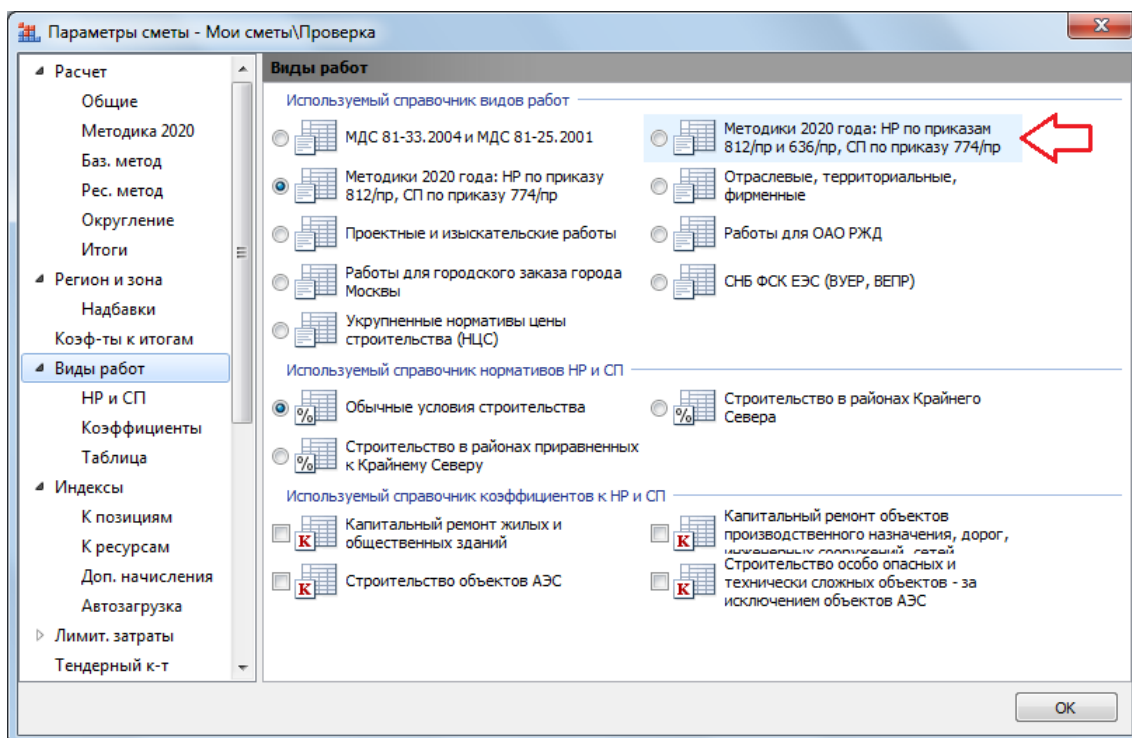 Параметры сметы - Мои сметы\Проверка
Расчет
Общие
Методика 2020
Баз. метод
Рес. метод
Округление
Итоги
Регион и зона
Надбавки
Коэф-ты к итогам
Виды работ
НР и СП
Коэффициенты
Таблица
Индексы
К позициям
К ресурсам
Доп. начисления
Автозагрузка
Лимит. затраты
Тендерный к-т
Виды работ
Используемый справочник видов работ
МДС 81-33.2004 и МДС 81-25.2001
Методики 2020 года: НР по приказам
812/пр и 636/пр, СП по приказу 774/пр
Методики 2020 года: НР по приказу
812/пр, СП по приказу 774/пр
Отраслевые, территориальные,
фирменные
Проектные и изыскательские работы
Работы для ОАО РЖД
Работы для городского заказа города
Москвы
СНБ ФСК ЕЭС (ВУЕР, ВЕПР)
Укрупненные нормативы цены
строительства (НЦС)
Используемый справочник нормативов НР и СП
% Обычные условия строительства
% Строительство в районах Крайнего
Севера
% Строительство в районах приравненных
к Крайнему Северу
Используемый справочник коэффициентов к НР и СП
К Капитальный ремонт жилых и
общественных зданий
К Капитальный ремонт объектов
производственного назначения, дорог,
инженерных сооружений, сетей
К Строительство объектов АЭС
К Строительство особо опасных и
технически сложных объектов - за
исключением объектов АЭС
ОК